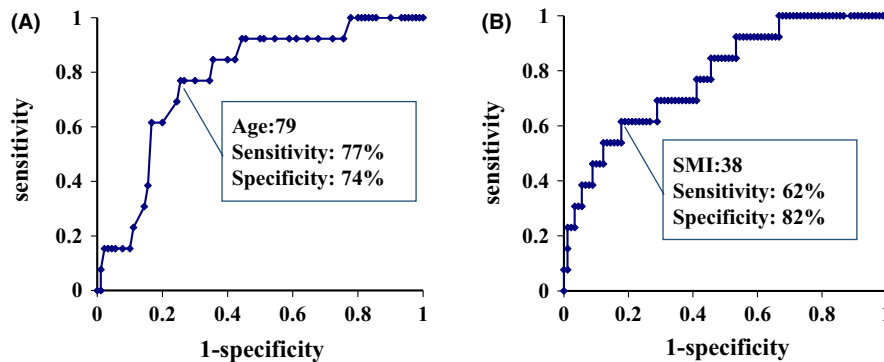 (A)
1
0.8
0.6
0.4
0.2
0
sensitivity
Age:79
Sensitivity: 77%
Specificity: 74%
0 0.2 0.4 0.6 0.8 1
1-specificity
(B)
1
0.8
0.6
0.4
0.2
0
sensitivity
SMI:38
Sensitivity: 62%
Specificity: 82%
0 0.2 0.4 0.6 0.8 1
1-specificity